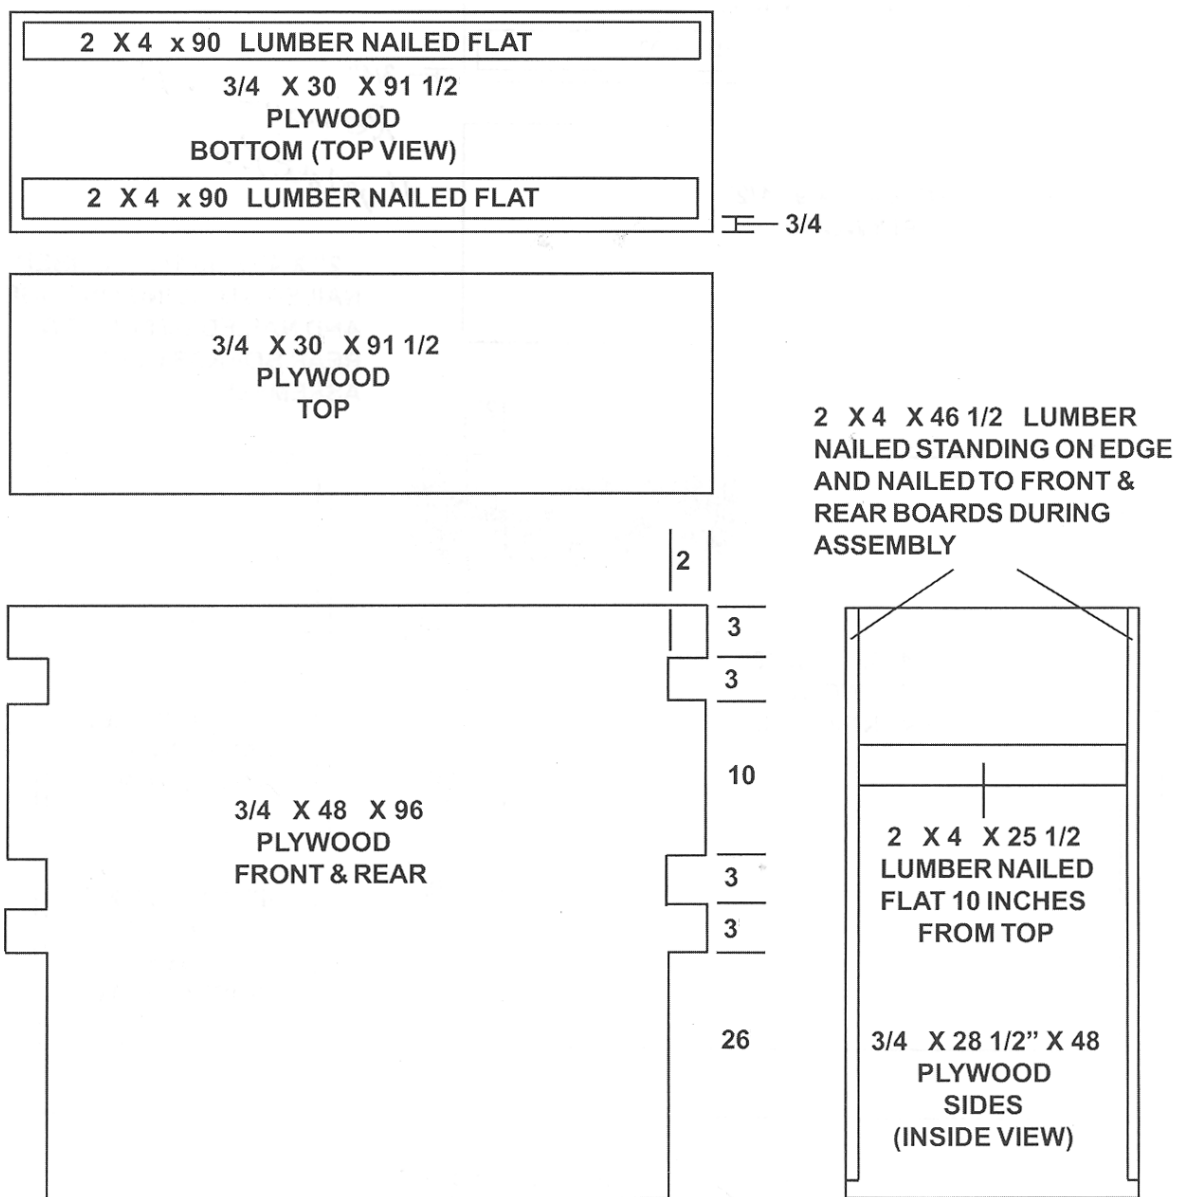 2 X 4 x 90 LUMBER NAILED FLAT
3/4 X 30 X 91 1/2
PLYWOOD
BOTTOM (TOP VIEW)
2 X 4 x 90 LUMBER NAILED FLAT
3/4
3/4 X 30 X 91 1/2
PLYWOOD
TOP
2 X 4 X 46 1/2 LUMBER
NAILED STANDING ON EDGE
AND NAILED TO FRONT &
REAR BOARDS DURING
ASSEMBLY
2
3
3
10
3
3
26
3/4 X 48 X 96
PLYWOOD
FRONT & REAR
2 X 4 X 25 1/2
LUMBER NAILED
FLAT 10 INCHES
FROM TOP
3/4 X 28 1/2” X 48
PLYWOOD
SIDES
(INSIDE VIEW)